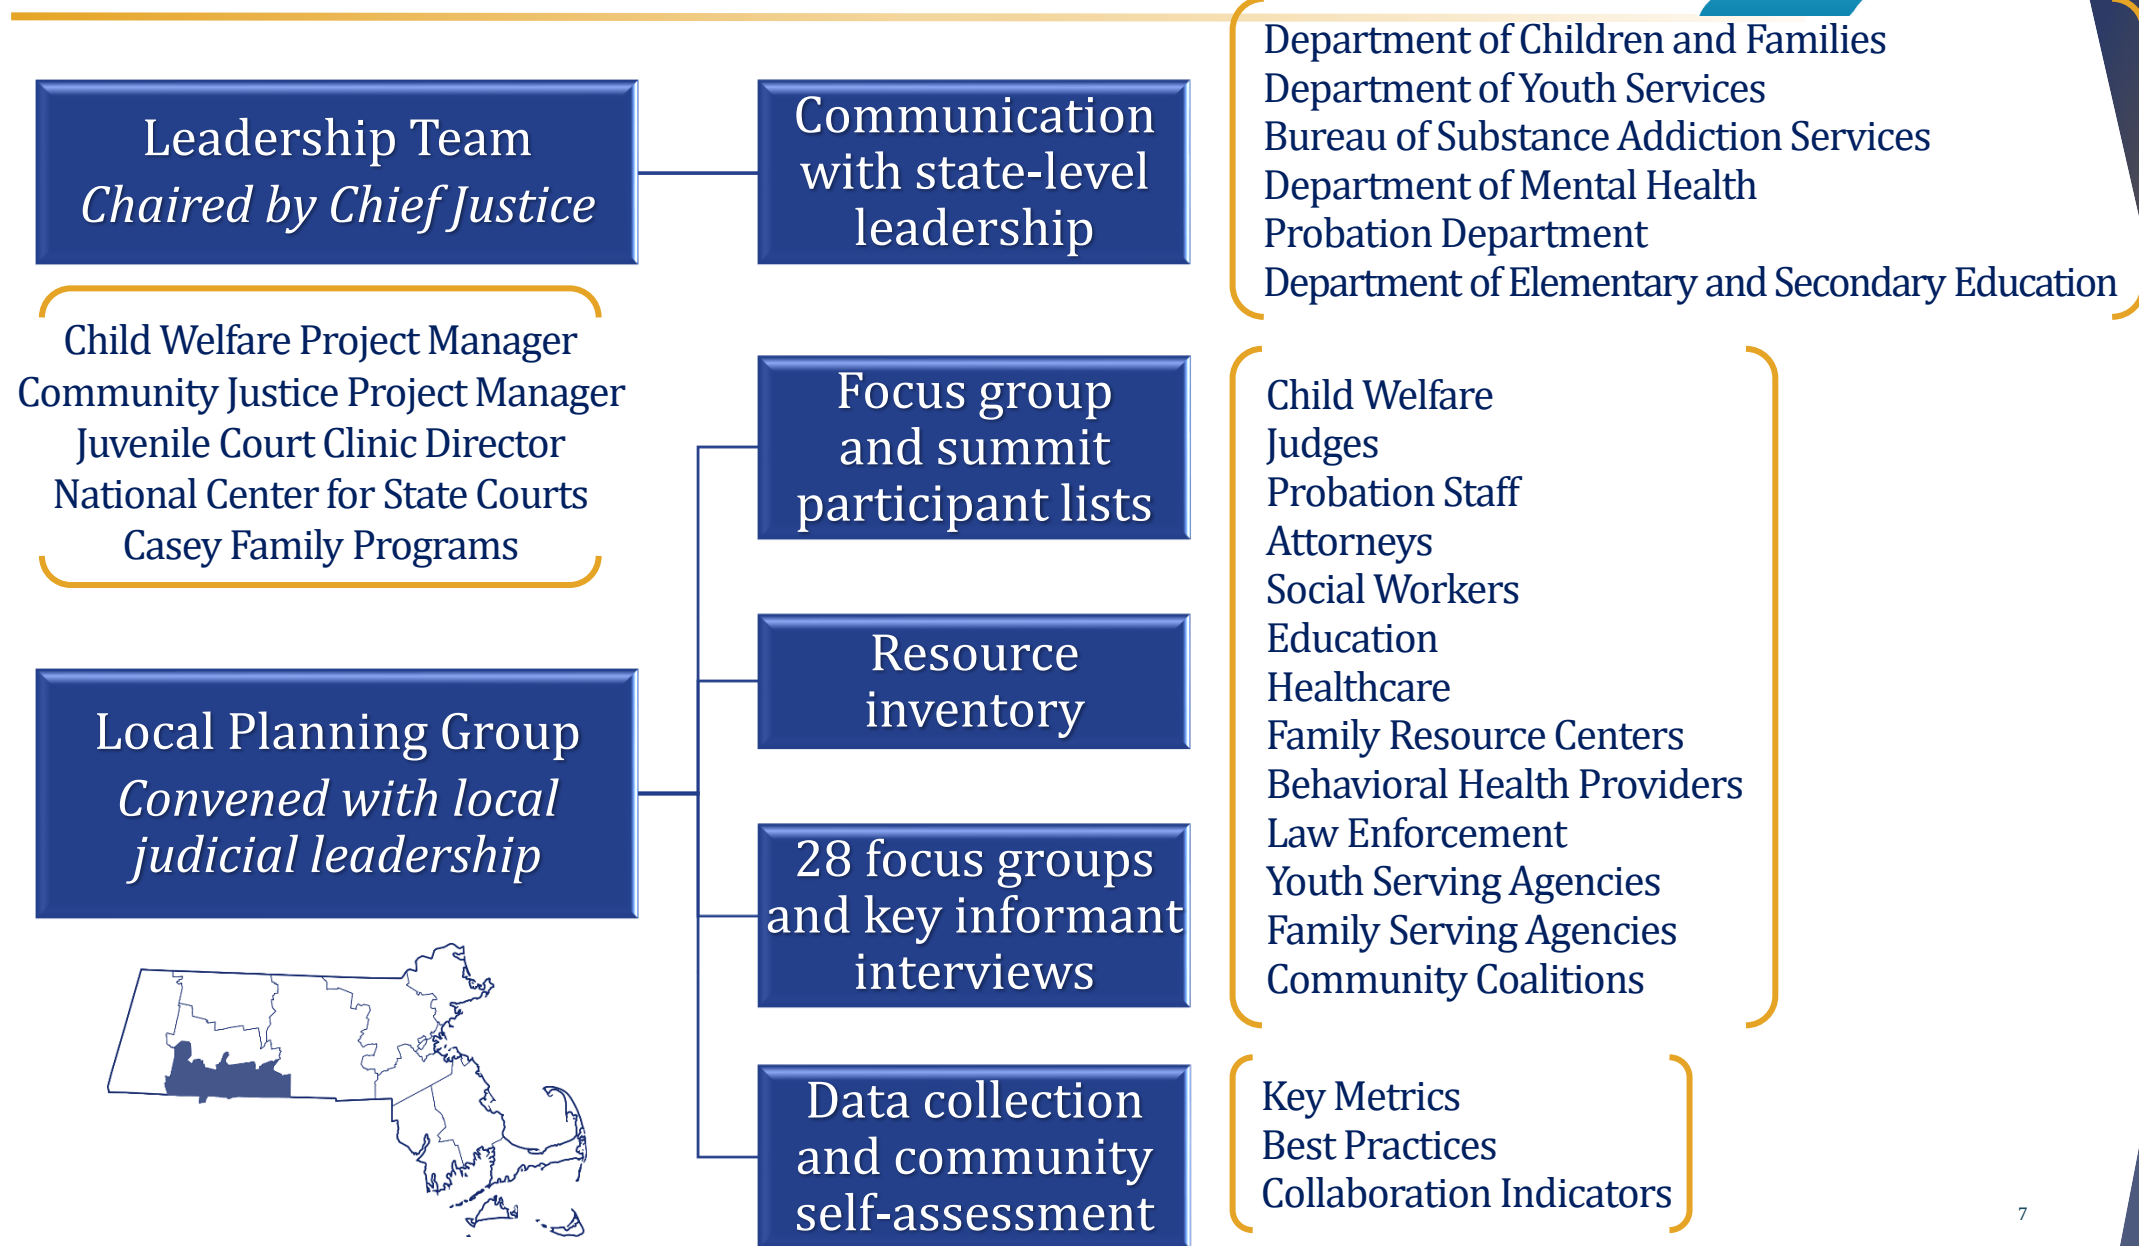 Leadership Team
Chaired by Chief Justice
Child Welfare Project Manager
Community Justice Project Manager
Juvenile Court Clinic Director
National Center for State Courts
Casey Family Programs
Communication
with state-level
leadership
Department of Children and Families
Department of Youth Services
Bureau of Substance Addiction Services
Department of Mental Health
Probation Department
Department of Elementary and Secondary Education
Local Planning Group
Convened with local
judicial leadership
Focus group
and summit
participant lists
Resource
inventory
28 focus groups
and key informant
interviews
Child Welfare
Judges
Probation Staff
Attorneys
Social Workers
Education
Healthcare
Family Resource Centers
Behavioral Health Providers
Law Enforcement
Youth Serving Agencies
Family Serving Agencies
Community Coalitions
Data collection
and community
self-assessment
Key Metrics
Best Practices
Collaboration Indicators
7